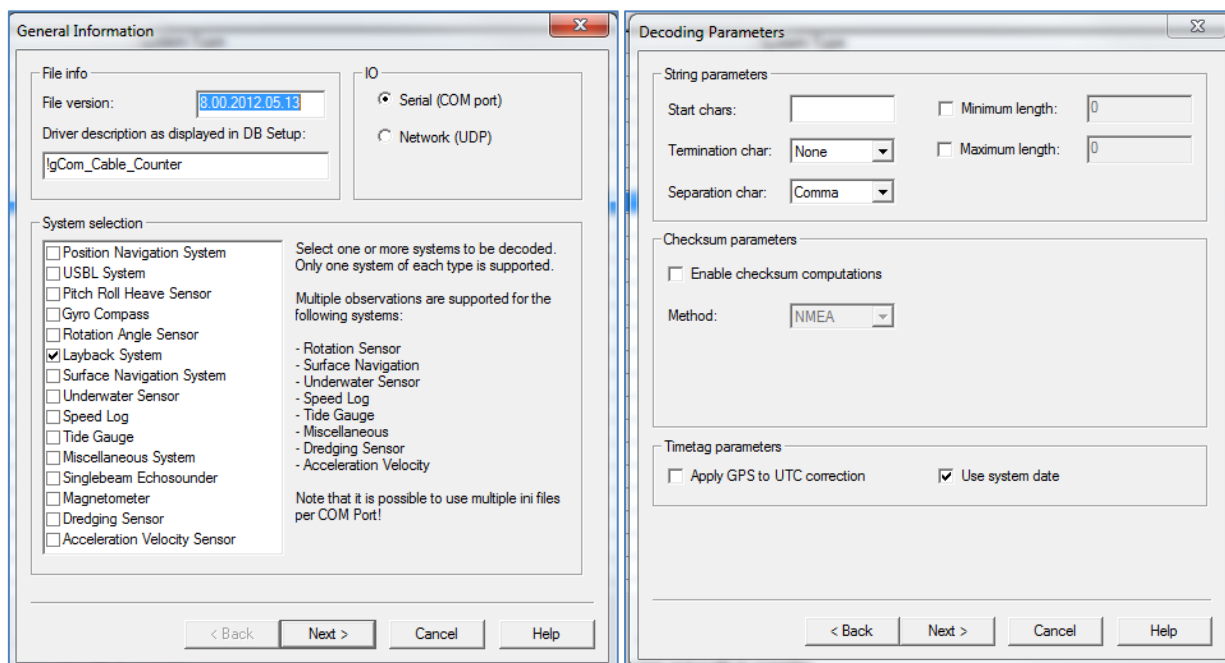 General Information
File info
File version:
8.00.2012.05.13
Driver description as displayed in DB Setup:
!gCom_Cable_Counter
IO
Serial (COM port)
Network (UDP)
System selection
Position Navigation System
USBL System
Pitch Roll Heave Sensor
Gyro Compass
Rotation Angle Sensor
Layback System
Surface Navigation System
Underwater Sensor
Speed Log
Tide Gauge
Miscellaneous System
Singlebeam Echosounder
Magnetometer
Dredging Sensor
Acceleration Velocity Sensor
Select one or more systems to be decoded.
Only one system of each type is supported.
Multiple observations are supported for the
following systems:
- Rotation Sensor
- Surface Navigation
- Underwater Sensor
- Speed Log
- Tide Gauge
- Miscellaneous
- Dredging Sensor
- Acceleration Velocity
Note that it is possible to use multiple ini files
per COM Port!
< Back
Next >
Cancel
Help
Decoding Parameters
String parameters
Start chars:
Minimum length:
0
Termination char:
None
Maximum length:
0
Separation char:
Comma
Checksum parameters
Enable checksum computations
Method:
NMEA
Timetag parameters
Apply GPS to UTC correction
Use system date
< Back
Next >
Cancel
Help